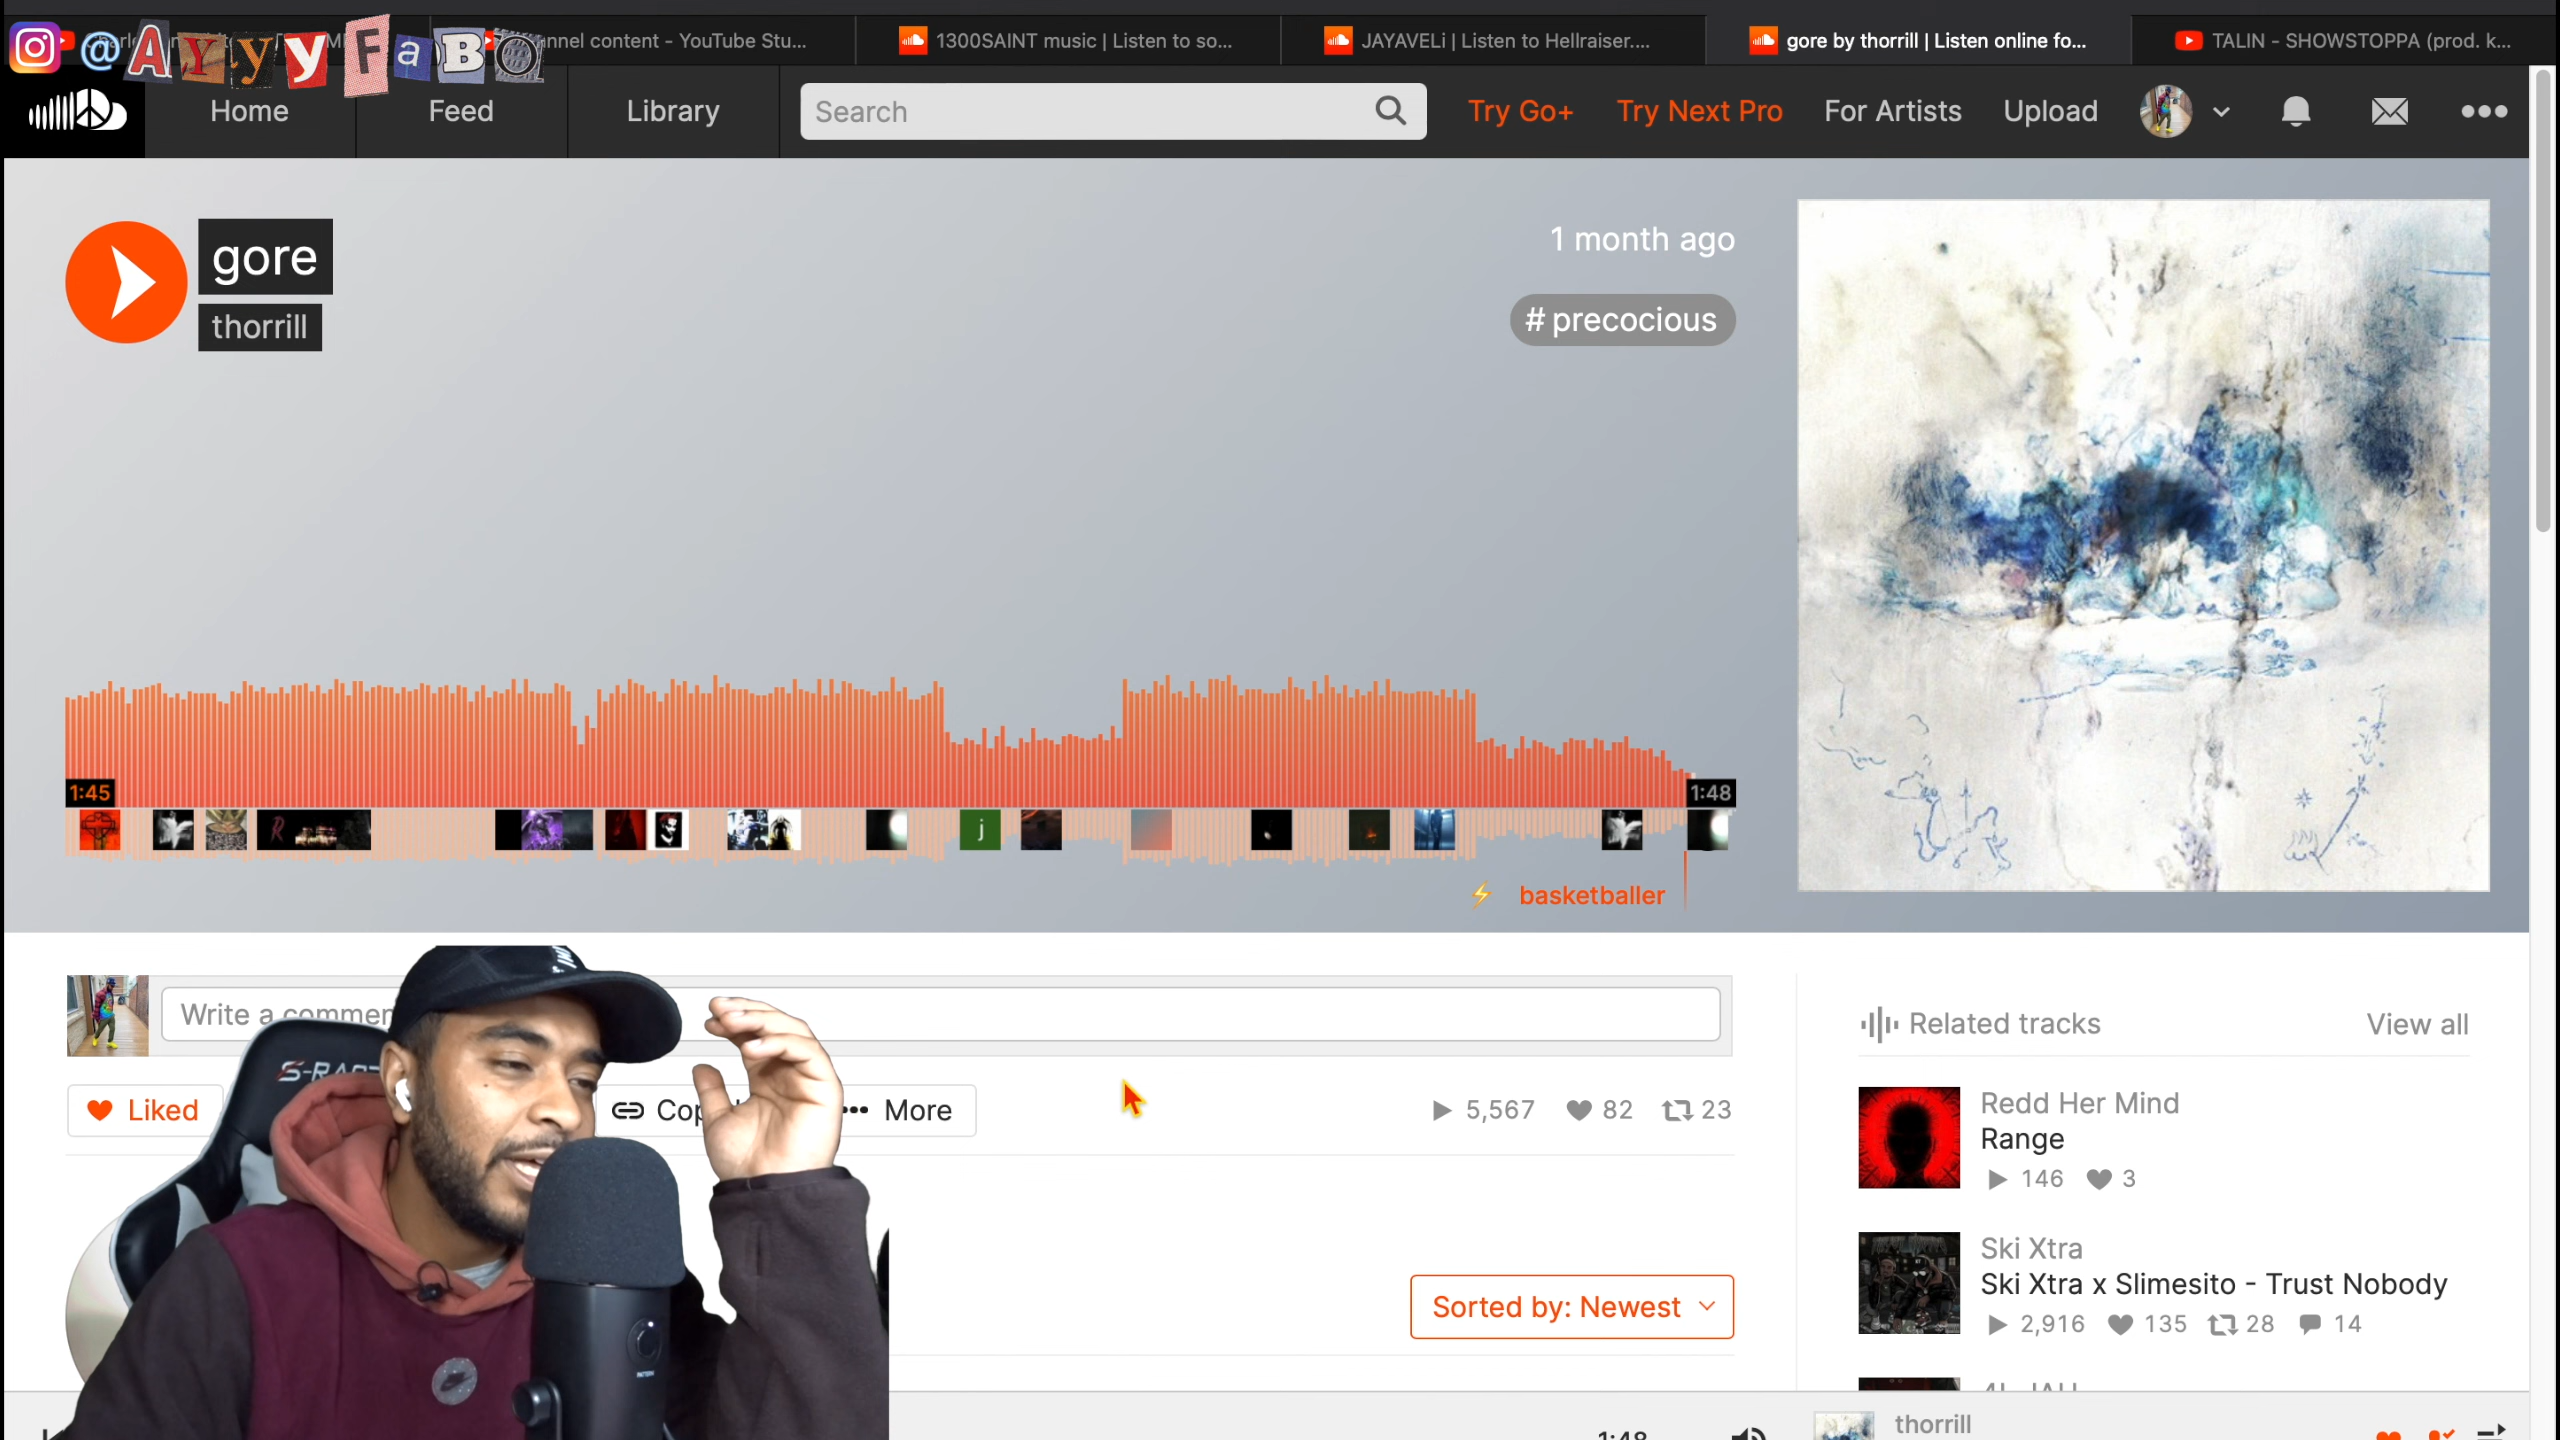 @AYyyFaBO
nnel content - YouTube Stu...
1300SAINT music | Listen to so...
JAYAVELi | Listen to Hellraiser....
gore by thorrill | Listen online fo...
TALIN - SHOWSTOPPA (prod. k...
Home
Feed
Library
Search
Try Go+
Try Next Pro
For Artists
Upload
gore
thorrill
1 month ago
# precocious
1:45
1:48
R
j
⚡ basketballer
Write a commen
S-RAC
Liked
Cop
More
5,567
82
23
Sorted by: Newest
Related tracks
View all
Redd Her Mind
Range
146
3
Ski Xtra
Ski Xtra x Slimesito - Trust Nobody
2,916
135
28
14
1:48
thorrill